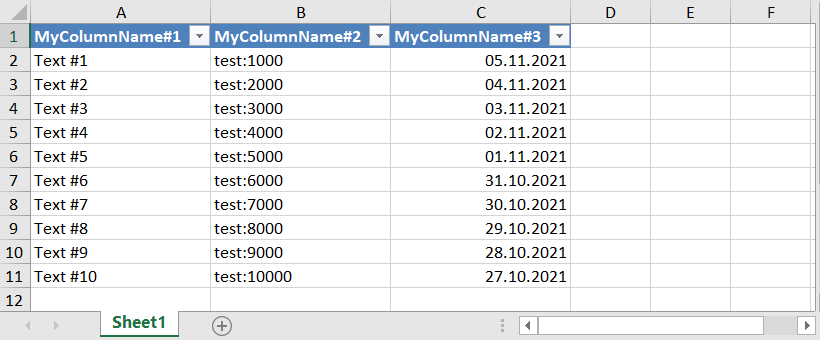 A B C D E F
1 MyColumnName#1 MyColumnName#2 MyColumnName#3
2 Text #1 test:1000 05.11.2021
3 Text #2 test:2000 04.11.2021
4 Text #3 test:3000 03.11.2021
5 Text #4 test:4000 02.11.2021
6 Text #5 test:5000 01.11.2021
7 Text #6 test:6000 31.10.2021
8 Text #7 test:7000 30.10.2021
9 Text #8 test:8000 29.10.2021
10 Text #9 test:9000 28.10.2021
11 Text #10 test:10000 27.10.2021
12
Sheet1